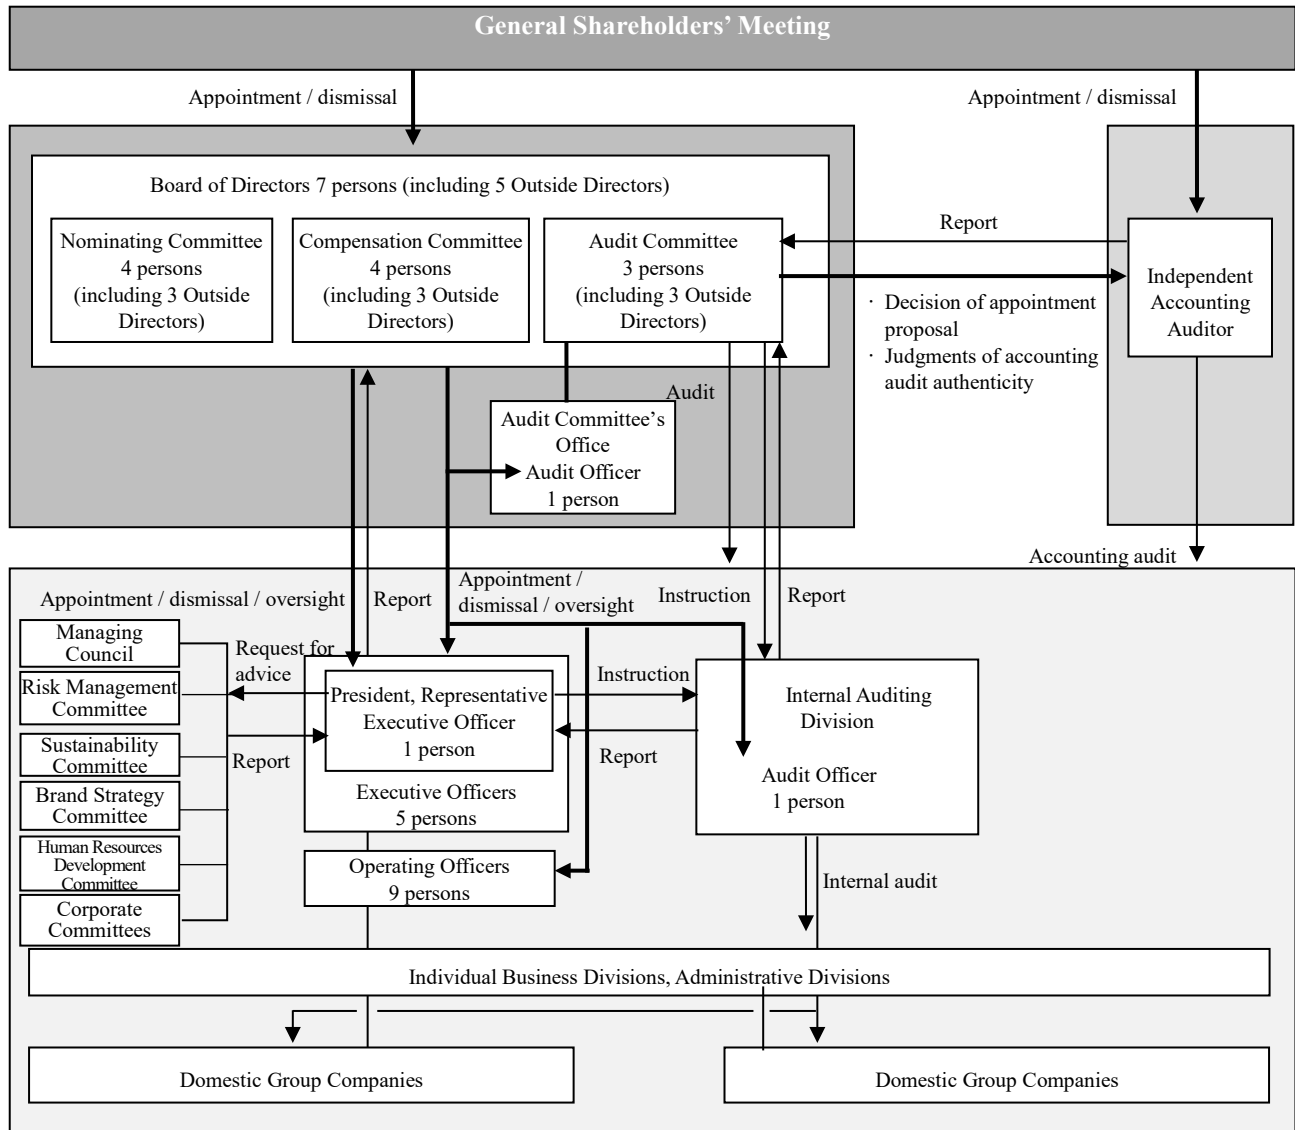 General Shareholders’ Meeting
Appointment / dismissal
Appointment / dismissal
Board of Directors 7 persons (including 5 Outside Directors)
Nominating Committee
4 persons
(including 3 Outside
Directors)
Compensation Committee
4 persons
(including 3 Outside
Directors)
Audit Committee
3 persons
(including 3 Outside
Directors)
Report
· Decision of appointment
proposal
· Judgments of accounting
audit authenticity
Independent
Accounting
Auditor
Audit
Audit Committee’s
Office
Audit Officer
1 person
Accounting audit
Appointment / dismissal / oversight
Report
Appointment /
dismissal / oversight
Instruction
Report
Managing
Council
Risk Management
Committee
Sustainability
Committee
Brand Strategy
Committee
Human Resources
Development
Committee
Corporate
Committees
Request for
advice
Report
President, Representative
Executive Officer
1 person
Executive Officers
5 persons
Operating Officers
9 persons
Instruction
Report
Internal Auditing
Division
Audit Officer
1 person
Internal audit
Individual Business Divisions, Administrative Divisions
Domestic Group Companies
Domestic Group Companies